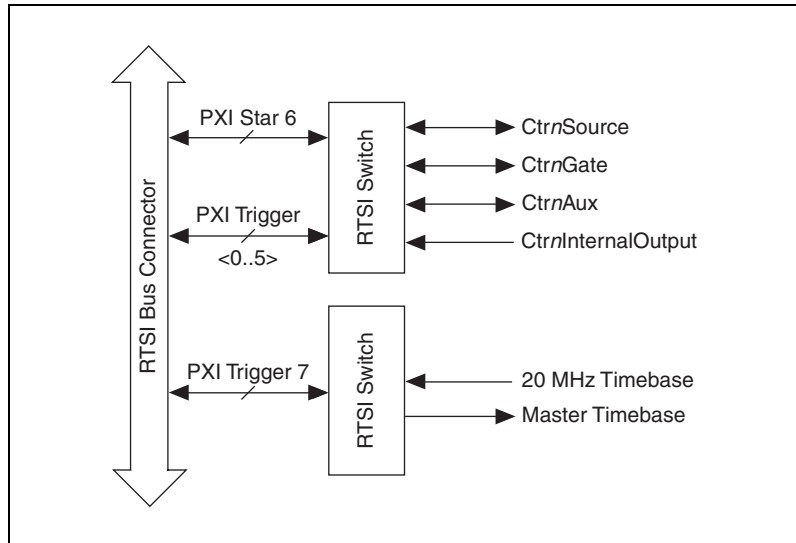 RTSI Bus Connector
PXI Star 6
PXI Trigger
<0..5>
RTSI Switch
CtrnSource
CtrnGate
CtrnAux
CtrnInternalOutput
PXI Trigger 7
RTSI Switch
20 MHz Timebase
Master Timebase